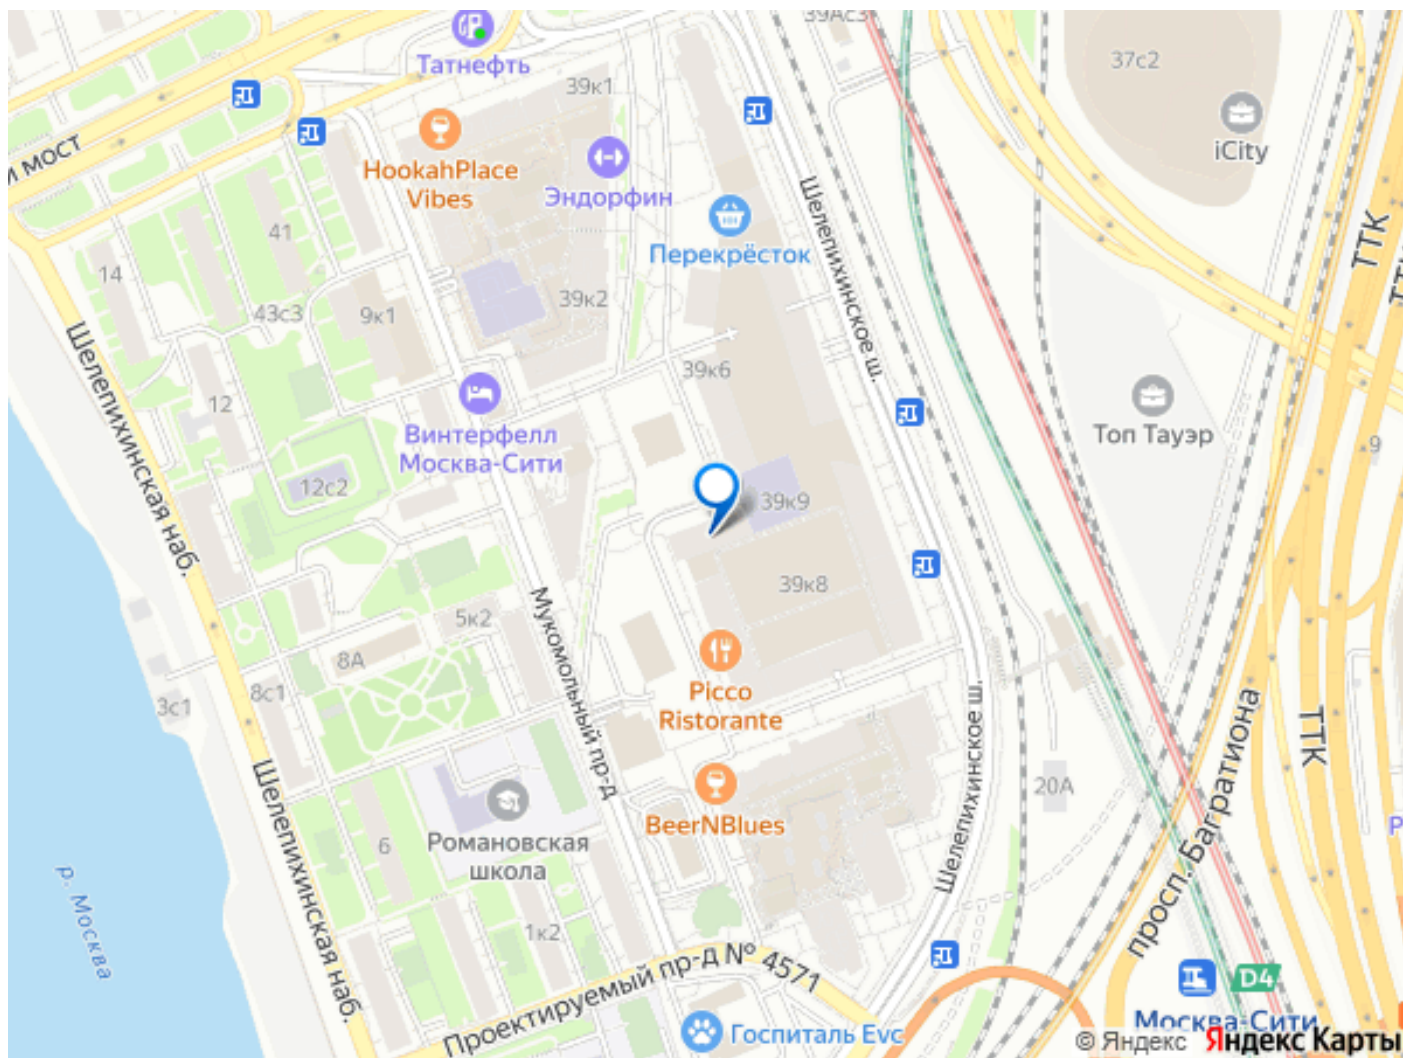 39Ас3
37с2
Татнефть
39к1
iCity
HookahPlace
Vibes
Эндорфин
Шелепихинское ш.
Й МОСТ
ТТК
41
14
43с3
9к1
39к2
Перекрёсток
39к6
Шелепихинская наб.
12
Винтерфелл
Москва-Сити
12с2
Топ Тауэр
9
39к9
39к8
Мукомольный пр-д
5к2
8А
8с1
3с1
Picco
Ristorante
Шелепихинское ш.
просп. Багратиона
ТТК
20А
BeerNBlues
Романовская
школа
6
Шелепихинская наб.
р. Москва
1к2
Проектируемый пр-д № 4571
D4
Москва-Сити
Госпиталь Evc
© Яндекс Яндекс Карты